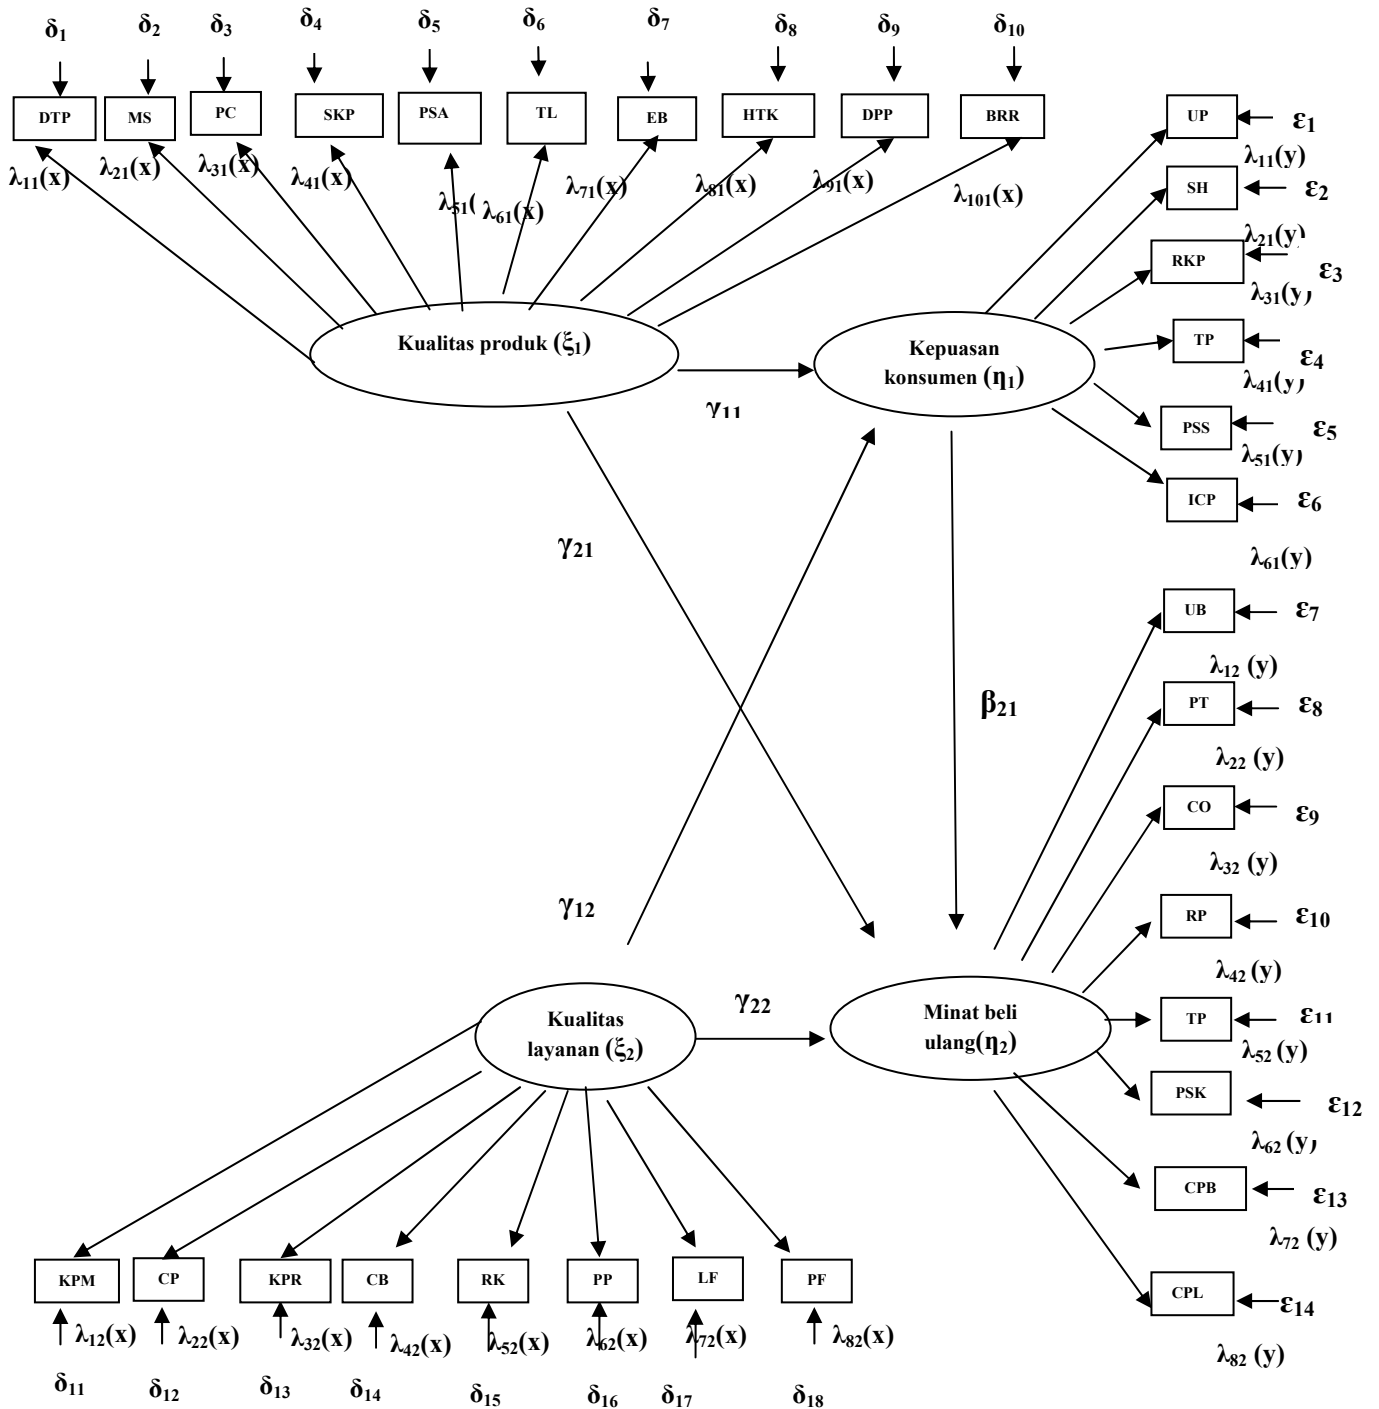 δ₁ δ₂ δ₃ δ₄ δ₅ δ₆ δ₇ δ₈ δ₉ δ₁₀
DTP MS PC SKP PSA TL EB HTK DPP BRR
λ₁₁(x) λ₂₁(x) λ₃₁(x) λ₄₁(x) λ₅₁( λ₆₁(x) λ₇₁(x) λ₈₁(x) λ₉₁(x) λ₁₀₁(x)
UP ε₁
λ₁₁(y)
SH ε₂
λ₂₁(y)
RKP ε₃
λ₃₁(y)
TP ε₄
λ₄₁(y)
PSS ε₅
λ₅₁(y)
ICP ε₆
λ₆₁(y)
Kualitas produk (ξ₁)
Kepuasan
konsumen (η₁)
γ₁₁
γ₂₁
β₂₁
γ₁₂
γ₂₂
UB ε₇
λ₁₂ (y)
PT ε₈
λ₂₂ (y)
CO ε₉
λ₃₂ (y)
RP ε₁₀
λ₄₂ (y)
TP ε₁₁
λ₅₂ (y)
PSK ε₁₂
λ₆₂ (y)
CPB ε₁₃
λ₇₂ (y)
CPL ε₁₄
λ₈₂ (y)
Kualitas
layanan (ξ₂)
Minat beli
ulang(η₂)
KPM CP KPR CB RK PP LF PF
λ₁₂(x) λ₂₂(x) λ₃₂(x) λ₄₂(x) λ₅₂(x) λ₆₂(x) λ₇₂(x) λ₈₂(x)
δ₁₁ δ₁₂ δ₁₃ δ₁₄ δ₁₅ δ₁₆ δ₁₇ δ₁₈